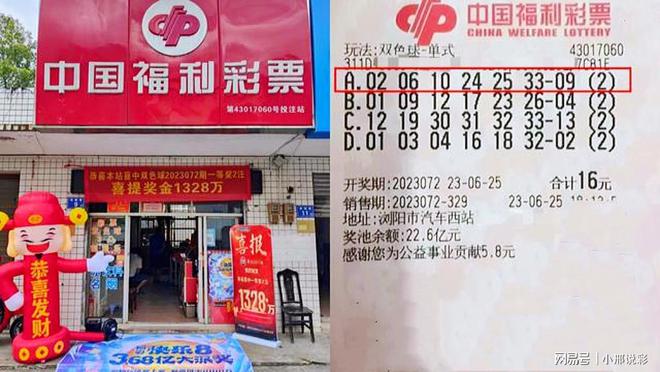 中国福利彩票
第43017060号投注站
恭喜本站喜中双色球2023072期一等奖2注
喜提奖金1328万
恭喜发财
喜报
1328万
快乐8
中国福利彩票
CHINA WELFARE LOTTERY
玩法:双色球-单式 43017060
A.02 06 10 24 25 33-09 (2)
B.01 09 12 17 23 26-04 (2)
C.12 19 30 31 32 33-13 (2)
D.01 03 04 16 18 32-02 (2)
开奖期:2023072 23-06-25 合计16元
销售期:2023072-329 23-06-25
地址:浏阳市汽车西站
奖池余额:22.6亿元
感谢您为公益事业贡献5.8元
网易号 | 小邢说彩